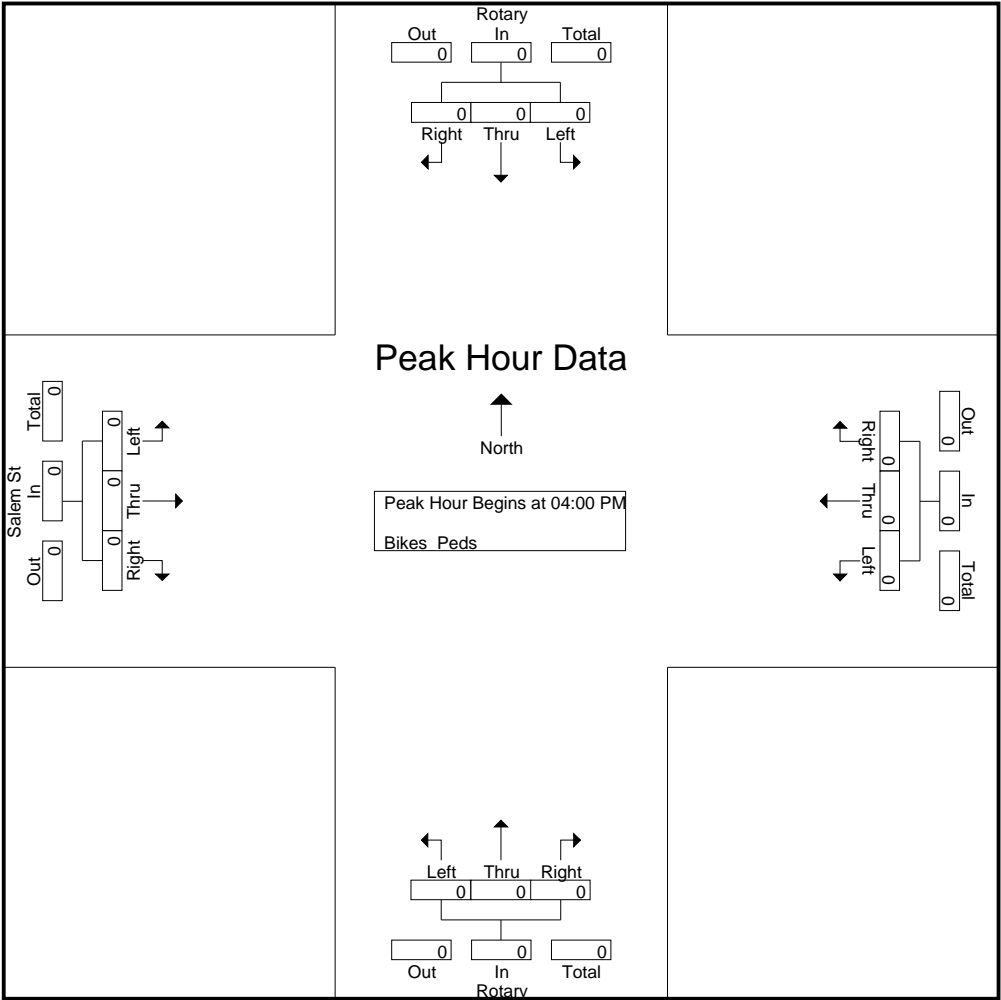 Rotary
Out In Total
0 0 0
0 0 0
Right Thru Left
Peak Hour Data
North
Peak Hour Begins at 04:00 PM
Bikes Peds
Salem St
Total In Out
0 0 0
0 0 0
Left Thru Right
Out In Total
0 0 0
0 0 0
Right Thru Left
Left Thru Right
0 0 0
0 0 0
Out In Total
Rotary